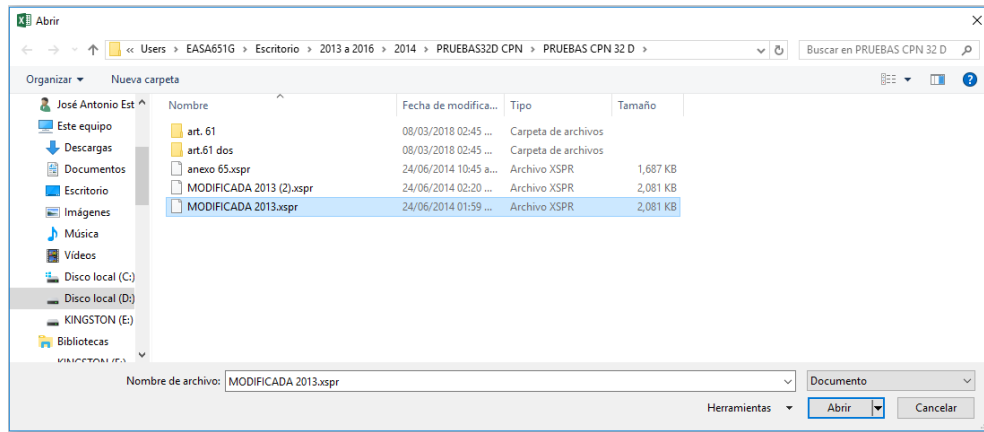 Abrir
« Users › EASA651G › Escritorio › 2013 a 2016 › 2014 › PRUEBAS32D CPN › PRUEBAS CPN 32 D ›
Buscar en PRUEBAS CPN 32 D
Organizar Nueva carpeta
José Antonio Est
Este equipo
Descargas
Documentos
Escritorio
Imágenes
Música
Vídeos
Disco local (C:)
Disco local (D:)
KINGSTON (E:)
Bibliotecas
KINGSTON (E:)
Nombre Fecha de modifica... Tipo Tamaño
art. 61 08/03/2018 02:45 ... Carpeta de archivos
art.61 dos 08/03/2018 02:45 ... Carpeta de archivos
anexo 65.xspr 24/06/2014 10:45 a... Archivo XSPR 1,687 KB
MODIFICADA 2013 (2).xspr 24/06/2014 02:20 ... Archivo XSPR 2,081 KB
MODIFICADA 2013.xspr 24/06/2014 01:59 ... Archivo XSPR 2,081 KB
Nombre de archivo: MODIFICADA 2013.xspr Documento
Herramientas Abrir Cancelar